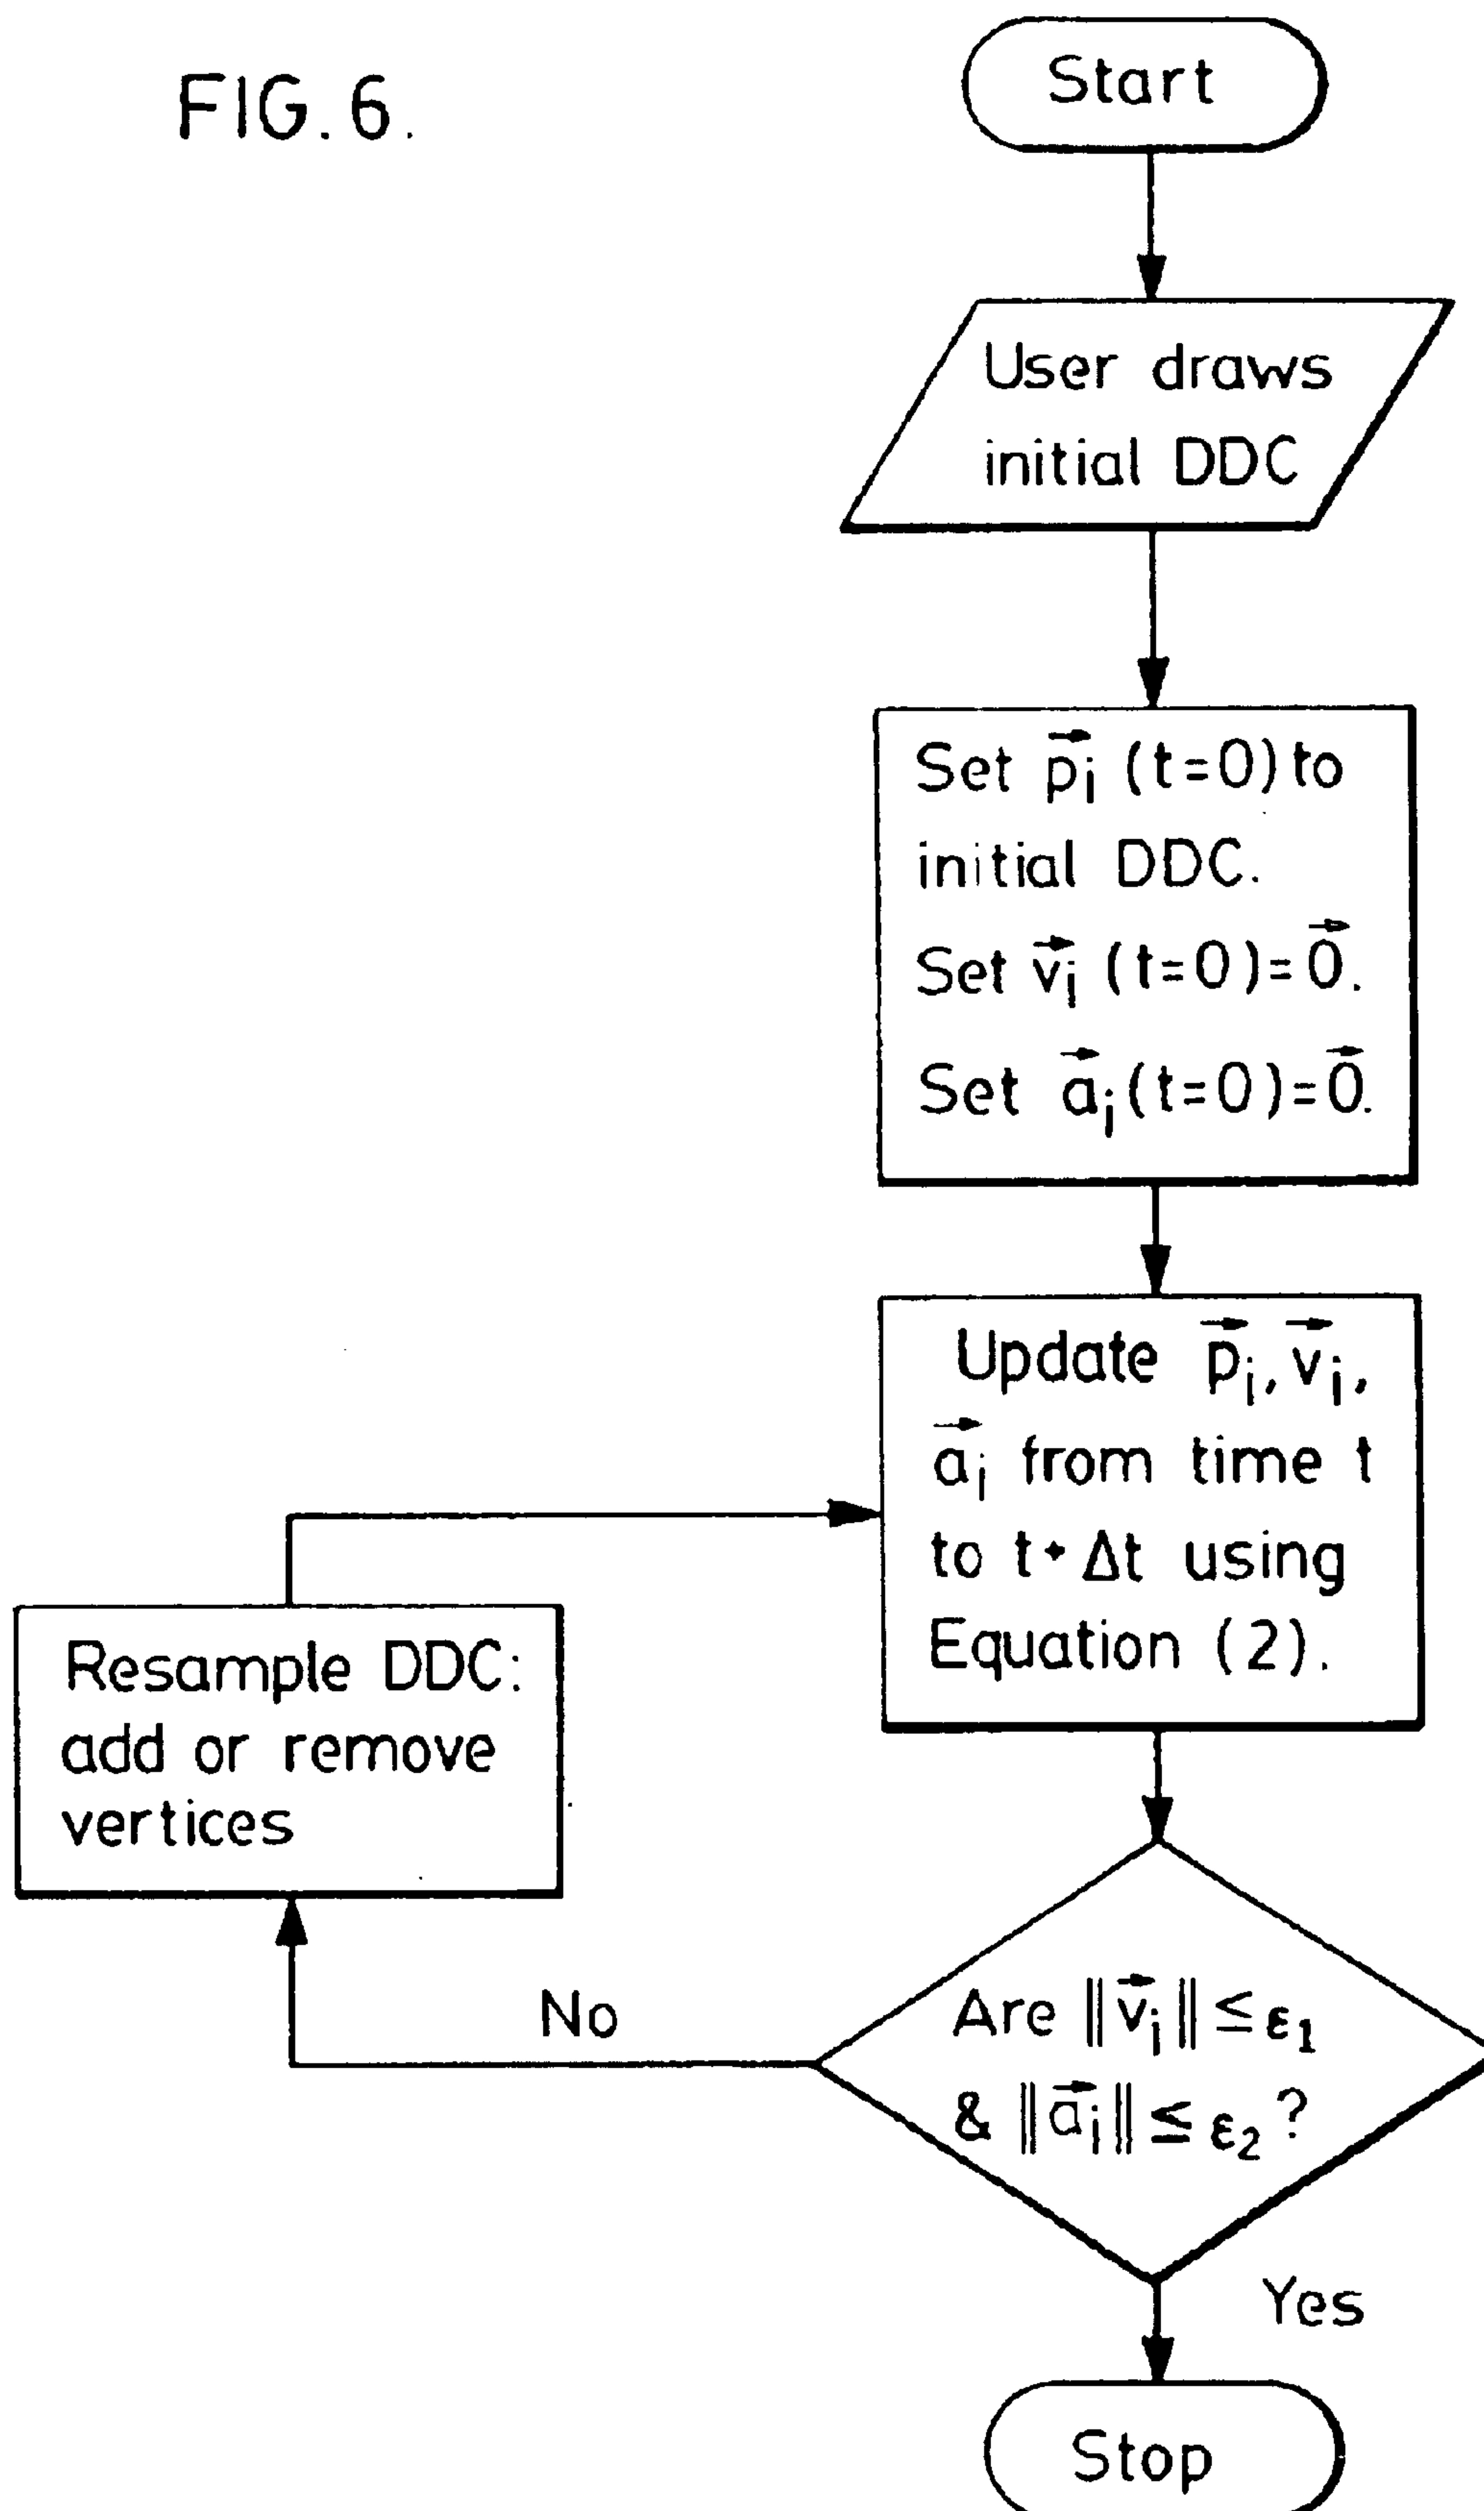 FIG. 6.
Start
User draws
initial DDC
Set p⃗i (t=0) to
initial DDC.
Set v⃗i (t=0)=0⃗.
Set a⃗i (t=0)=0⃗.
Update p⃗i, v⃗i,
a⃗i from time t
to t+Δt using
Equation (2).
Resample DDC:
add or remove
vertices
No
Are ‖v⃗i‖ ≤ ε1
& ‖a⃗i‖ ≤ ε2 ?
Yes
Stop